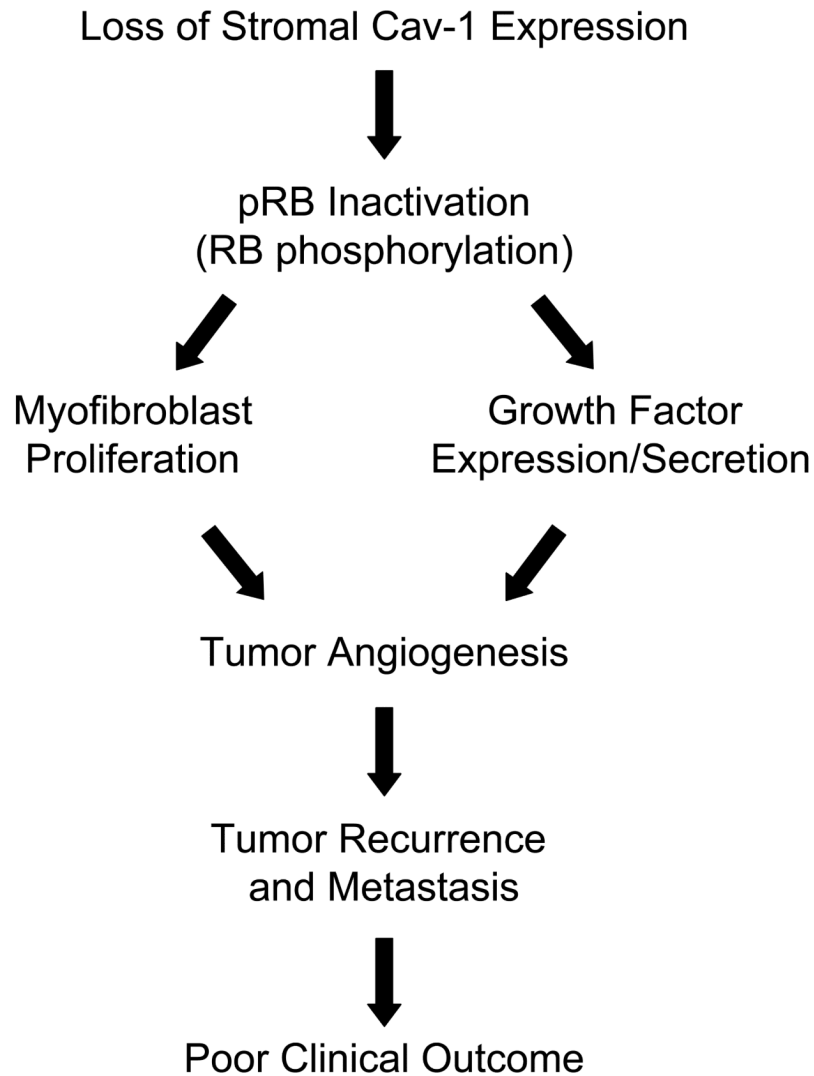 Loss of Stromal Cav-1 Expression
pRB Inactivation
(RB phosphorylation)
Myofibroblast
Proliferation
Growth Factor
Expression/Secretion
Tumor Angiogenesis
Tumor Recurrence
and Metastasis
Poor Clinical Outcome